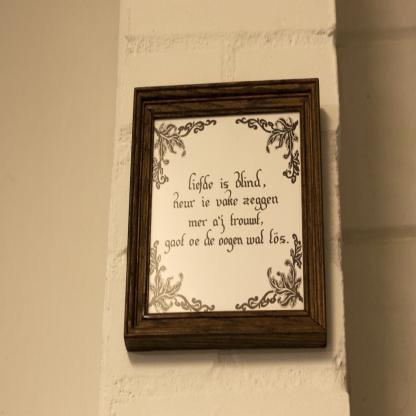 liefde is blind,
heur ie vake zeggen
mer a'j trouwt,
gaot oe de oogen wal lös.